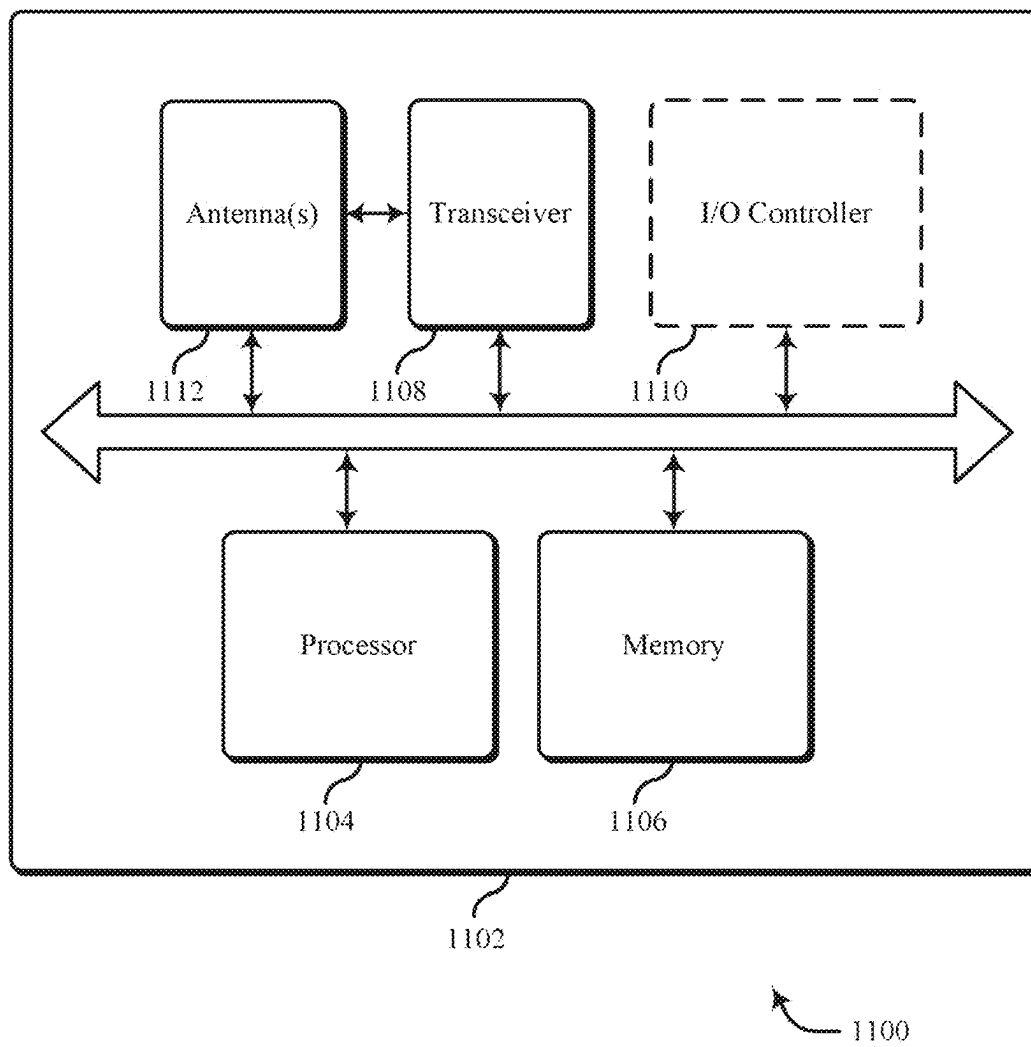 Antenna(s)
Transceiver
I/O Controller
1112
1108
1110
Processor
Memory
1104
1106
1102
1100